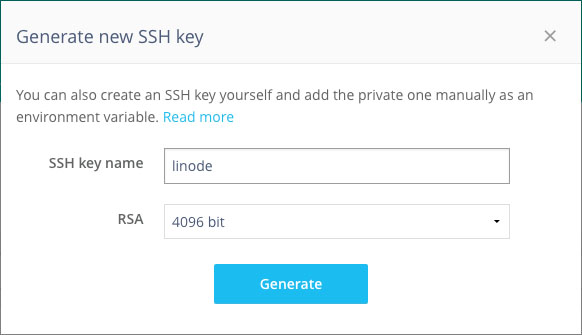 Generate new SSH key
You can also create an SSH key yourself and add the private one manually as an
environment variable. Read more
SSH key name
linode
RSA
4096 bit
Generate